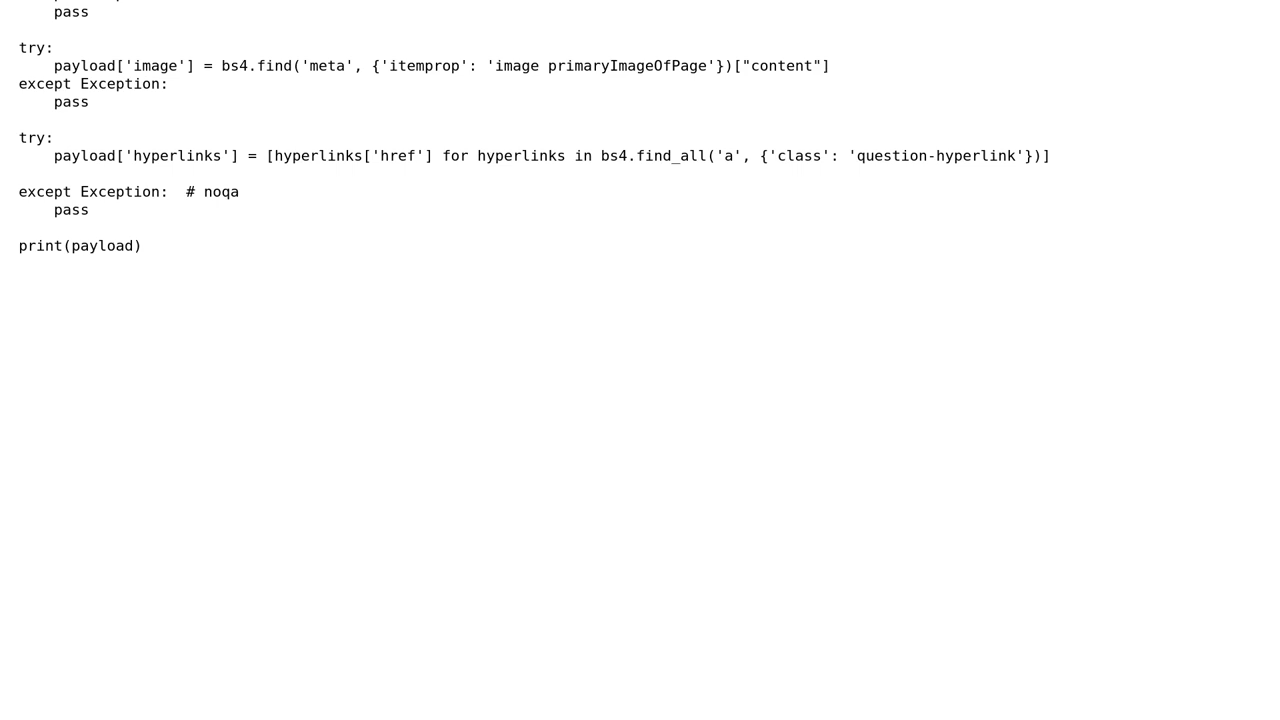 pass
try:
    payload['image'] = bs4.find('meta', {'itemprop': 'image primaryImageOfPage'})["content"]
except Exception:
    pass
try:
    payload['hyperlinks'] = [hyperlinks['href'] for hyperlinks in bs4.find_all('a', {'class': 'question-hyperlink'})]
except Exception:  # noqa
    pass
print(payload)